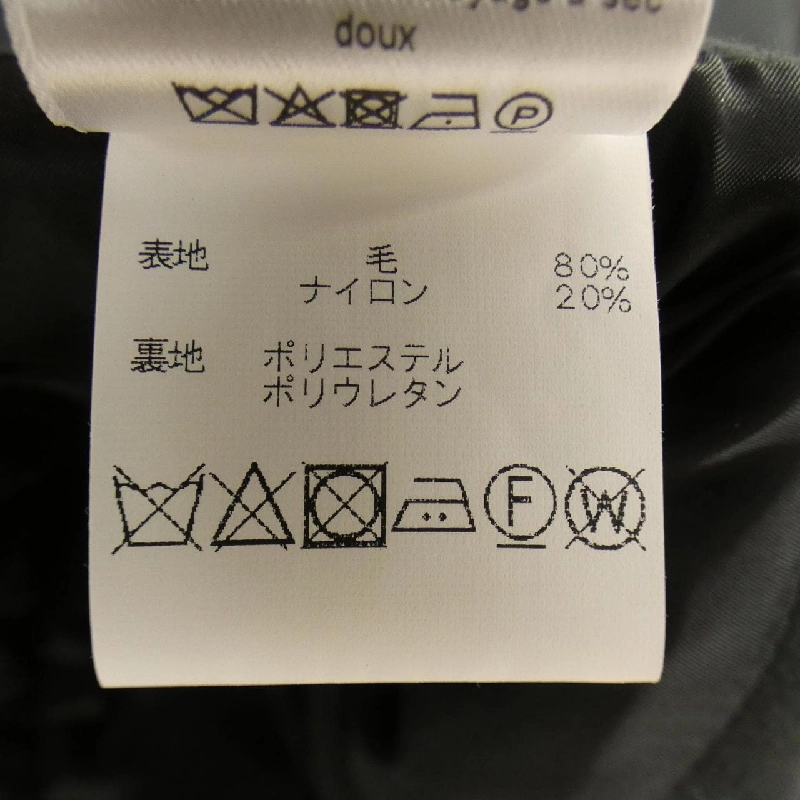 doux
P
表地 毛 80%
ナイロン 20%
裏地 ポリエステル
ポリウレタン
F W